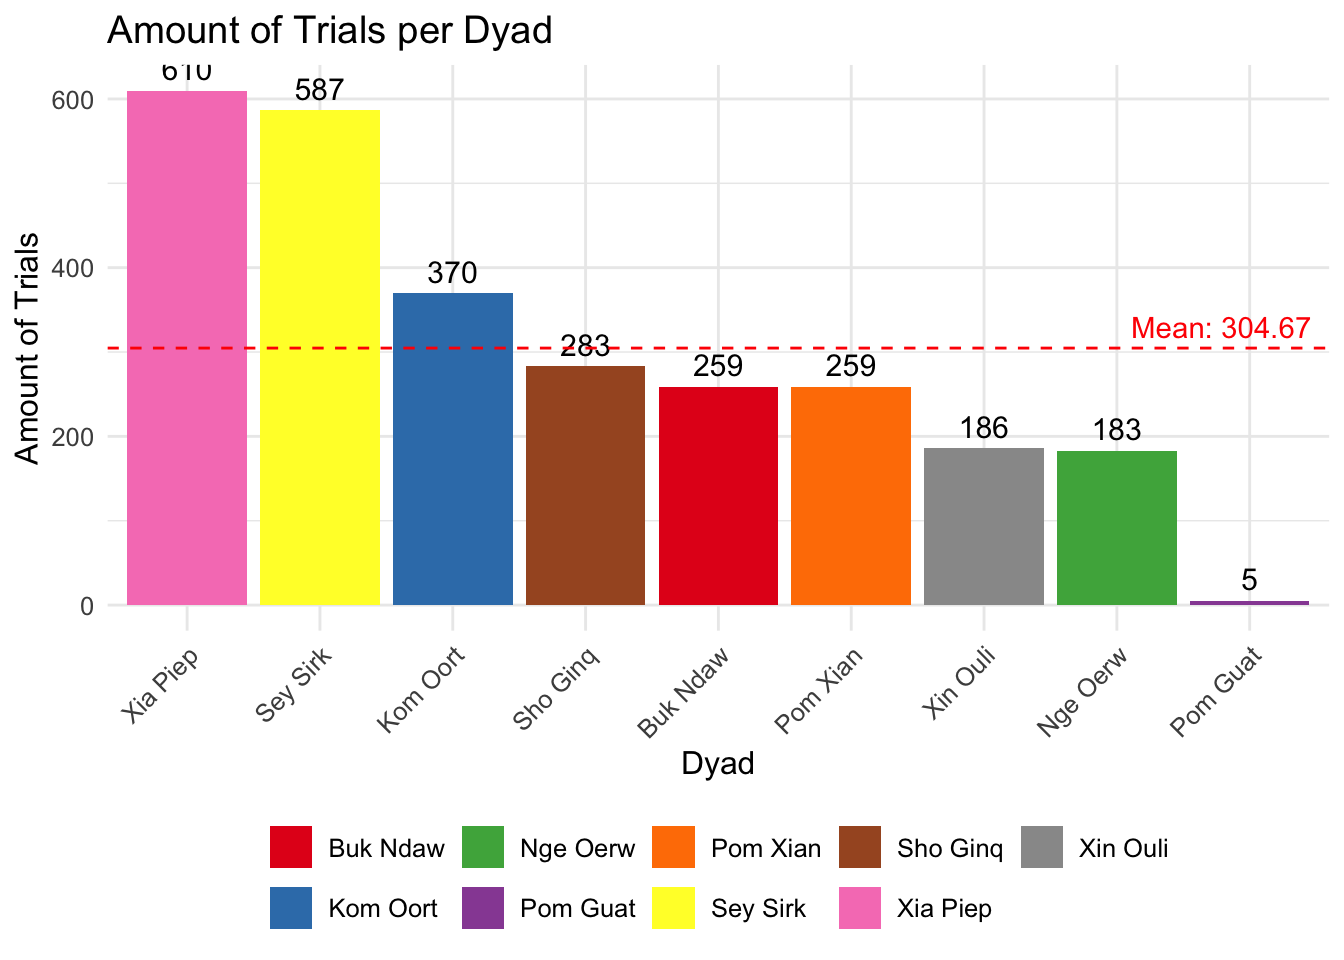 Amount of Trials per Dyad
Amount of Trials
600
400
200
0
610
587
370
283
259
259
186
183
5
Mean: 304.67
Xia Piep
Sey Sirk
Kom Oort
Sho Ginq
Buk Ndaw
Pom Xian
Xin Ouli
Nge Oerw
Pom Guat
Dyad
Buk Ndaw
Nge Oerw
Pom Xian
Sho Ginq
Xin Ouli
Kom Oort
Pom Guat
Sey Sirk
Xia Piep